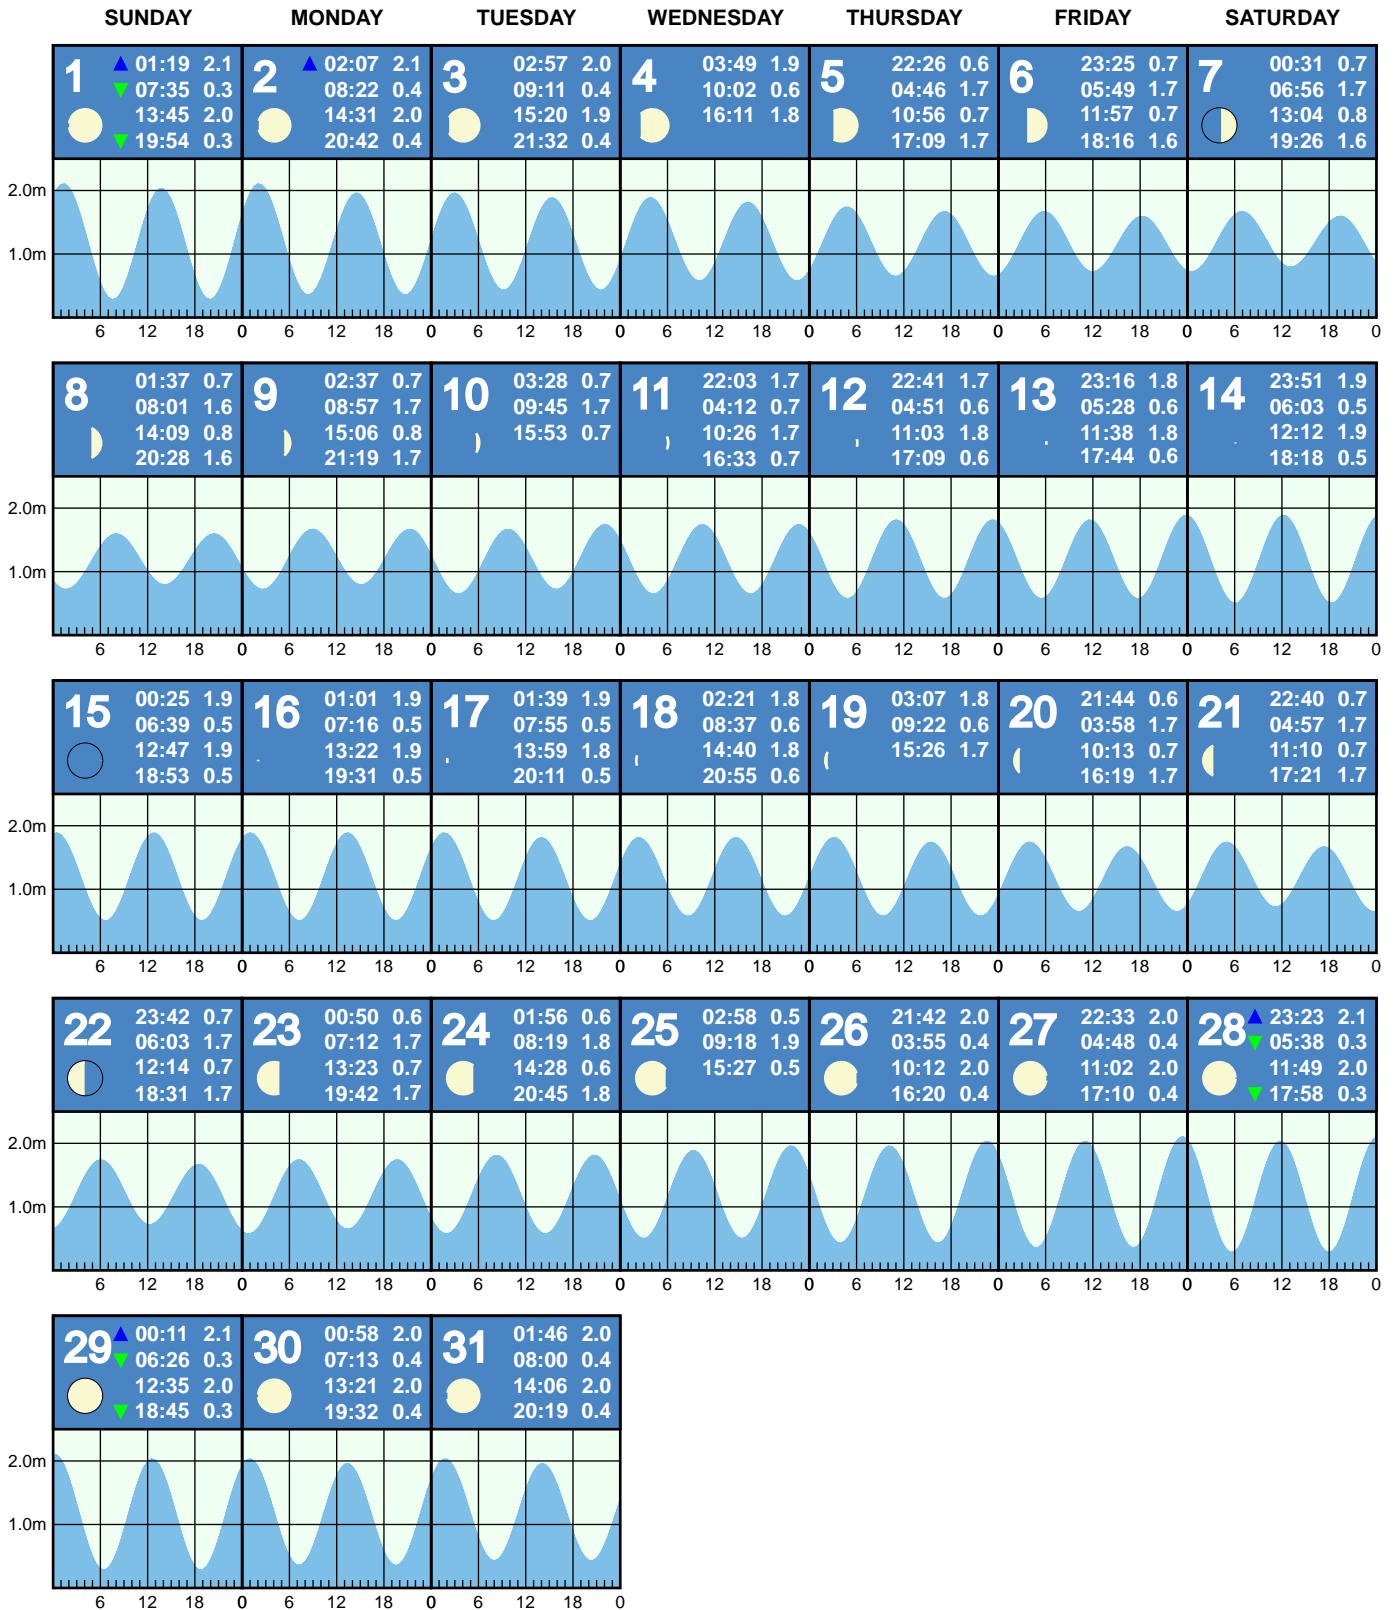 SUNDAY MONDAY TUESDAY WEDNESDAY THURSDAY FRIDAY SATURDAY
1 01:19 2.1
07:35 0.3
13:45 2.0
19:54 0.3
2 02:07 2.1
08:22 0.4
14:31 2.0
20:42 0.4
3 02:57 2.0
09:11 0.4
15:20 1.9
21:32 0.4
4 03:49 1.9
10:02 0.6
16:11 1.8
5 22:26 0.6
04:46 1.7
10:56 0.7
17:09 1.7
6 23:25 0.7
05:49 1.7
11:57 0.7
18:16 1.6
7 00:31 0.7
06:56 1.7
13:04 0.8
19:26 1.6
2.0m
1.0m
6 12 18 0 6 12 18 0 6 12 18 0 6 12 18 0 6 12 18 0 6 12 18 0 6 12 18 0
8 01:37 0.7
08:01 1.6
14:09 0.8
20:28 1.6
9 02:37 0.7
08:57 1.7
15:06 0.8
21:19 1.7
10 03:28 0.7
09:45 1.7
15:53 0.7
11 22:03 1.7
04:12 0.7
10:26 1.7
16:33 0.7
12 22:41 1.7
04:51 0.6
11:03 1.8
17:09 0.6
13 23:16 1.8
05:28 0.6
11:38 1.8
17:44 0.6
14 23:51 1.9
06:03 0.5
12:12 1.9
18:18 0.5
2.0m
1.0m
6 12 18 0 6 12 18 0 6 12 18 0 6 12 18 0 6 12 18 0 6 12 18 0 6 12 18 0
15 00:25 1.9
06:39 0.5
12:47 1.9
18:53 0.5
16 01:01 1.9
07:16 0.5
13:22 1.9
19:31 0.5
17 01:39 1.9
07:55 0.5
13:59 1.8
20:11 0.5
18 02:21 1.8
08:37 0.6
14:40 1.8
20:55 0.6
19 03:07 1.8
09:22 0.6
15:26 1.7
20 21:44 0.6
03:58 1.7
10:13 0.7
16:19 1.7
21 22:40 0.7
04:57 1.7
11:10 0.7
17:21 1.7
2.0m
1.0m
6 12 18 0 6 12 18 0 6 12 18 0 6 12 18 0 6 12 18 0 6 12 18 0 6 12 18 0
22 23:42 0.7
06:03 1.7
12:14 0.7
18:31 1.7
23 00:50 0.6
07:12 1.7
13:23 0.7
19:42 1.7
24 01:56 0.6
08:19 1.8
14:28 0.6
20:45 1.8
25 02:58 0.5
09:18 1.9
15:27 0.5
26 21:42 2.0
03:55 0.4
10:12 2.0
16:20 0.4
27 22:33 2.0
04:48 0.4
11:02 2.0
17:10 0.4
28 23:23 2.1
05:38 0.3
11:49 2.0
17:58 0.3
2.0m
1.0m
6 12 18 0 6 12 18 0 6 12 18 0 6 12 18 0 6 12 18 0 6 12 18 0 6 12 18 0
29 00:11 2.1
06:26 0.3
12:35 2.0
18:45 0.3
30 00:58 2.0
07:13 0.4
13:21 2.0
19:32 0.4
31 01:46 2.0
08:00 0.4
14:06 2.0
20:19 0.4
2.0m
1.0m
6 12 18 0 6 12 18 0 6 12 18 0